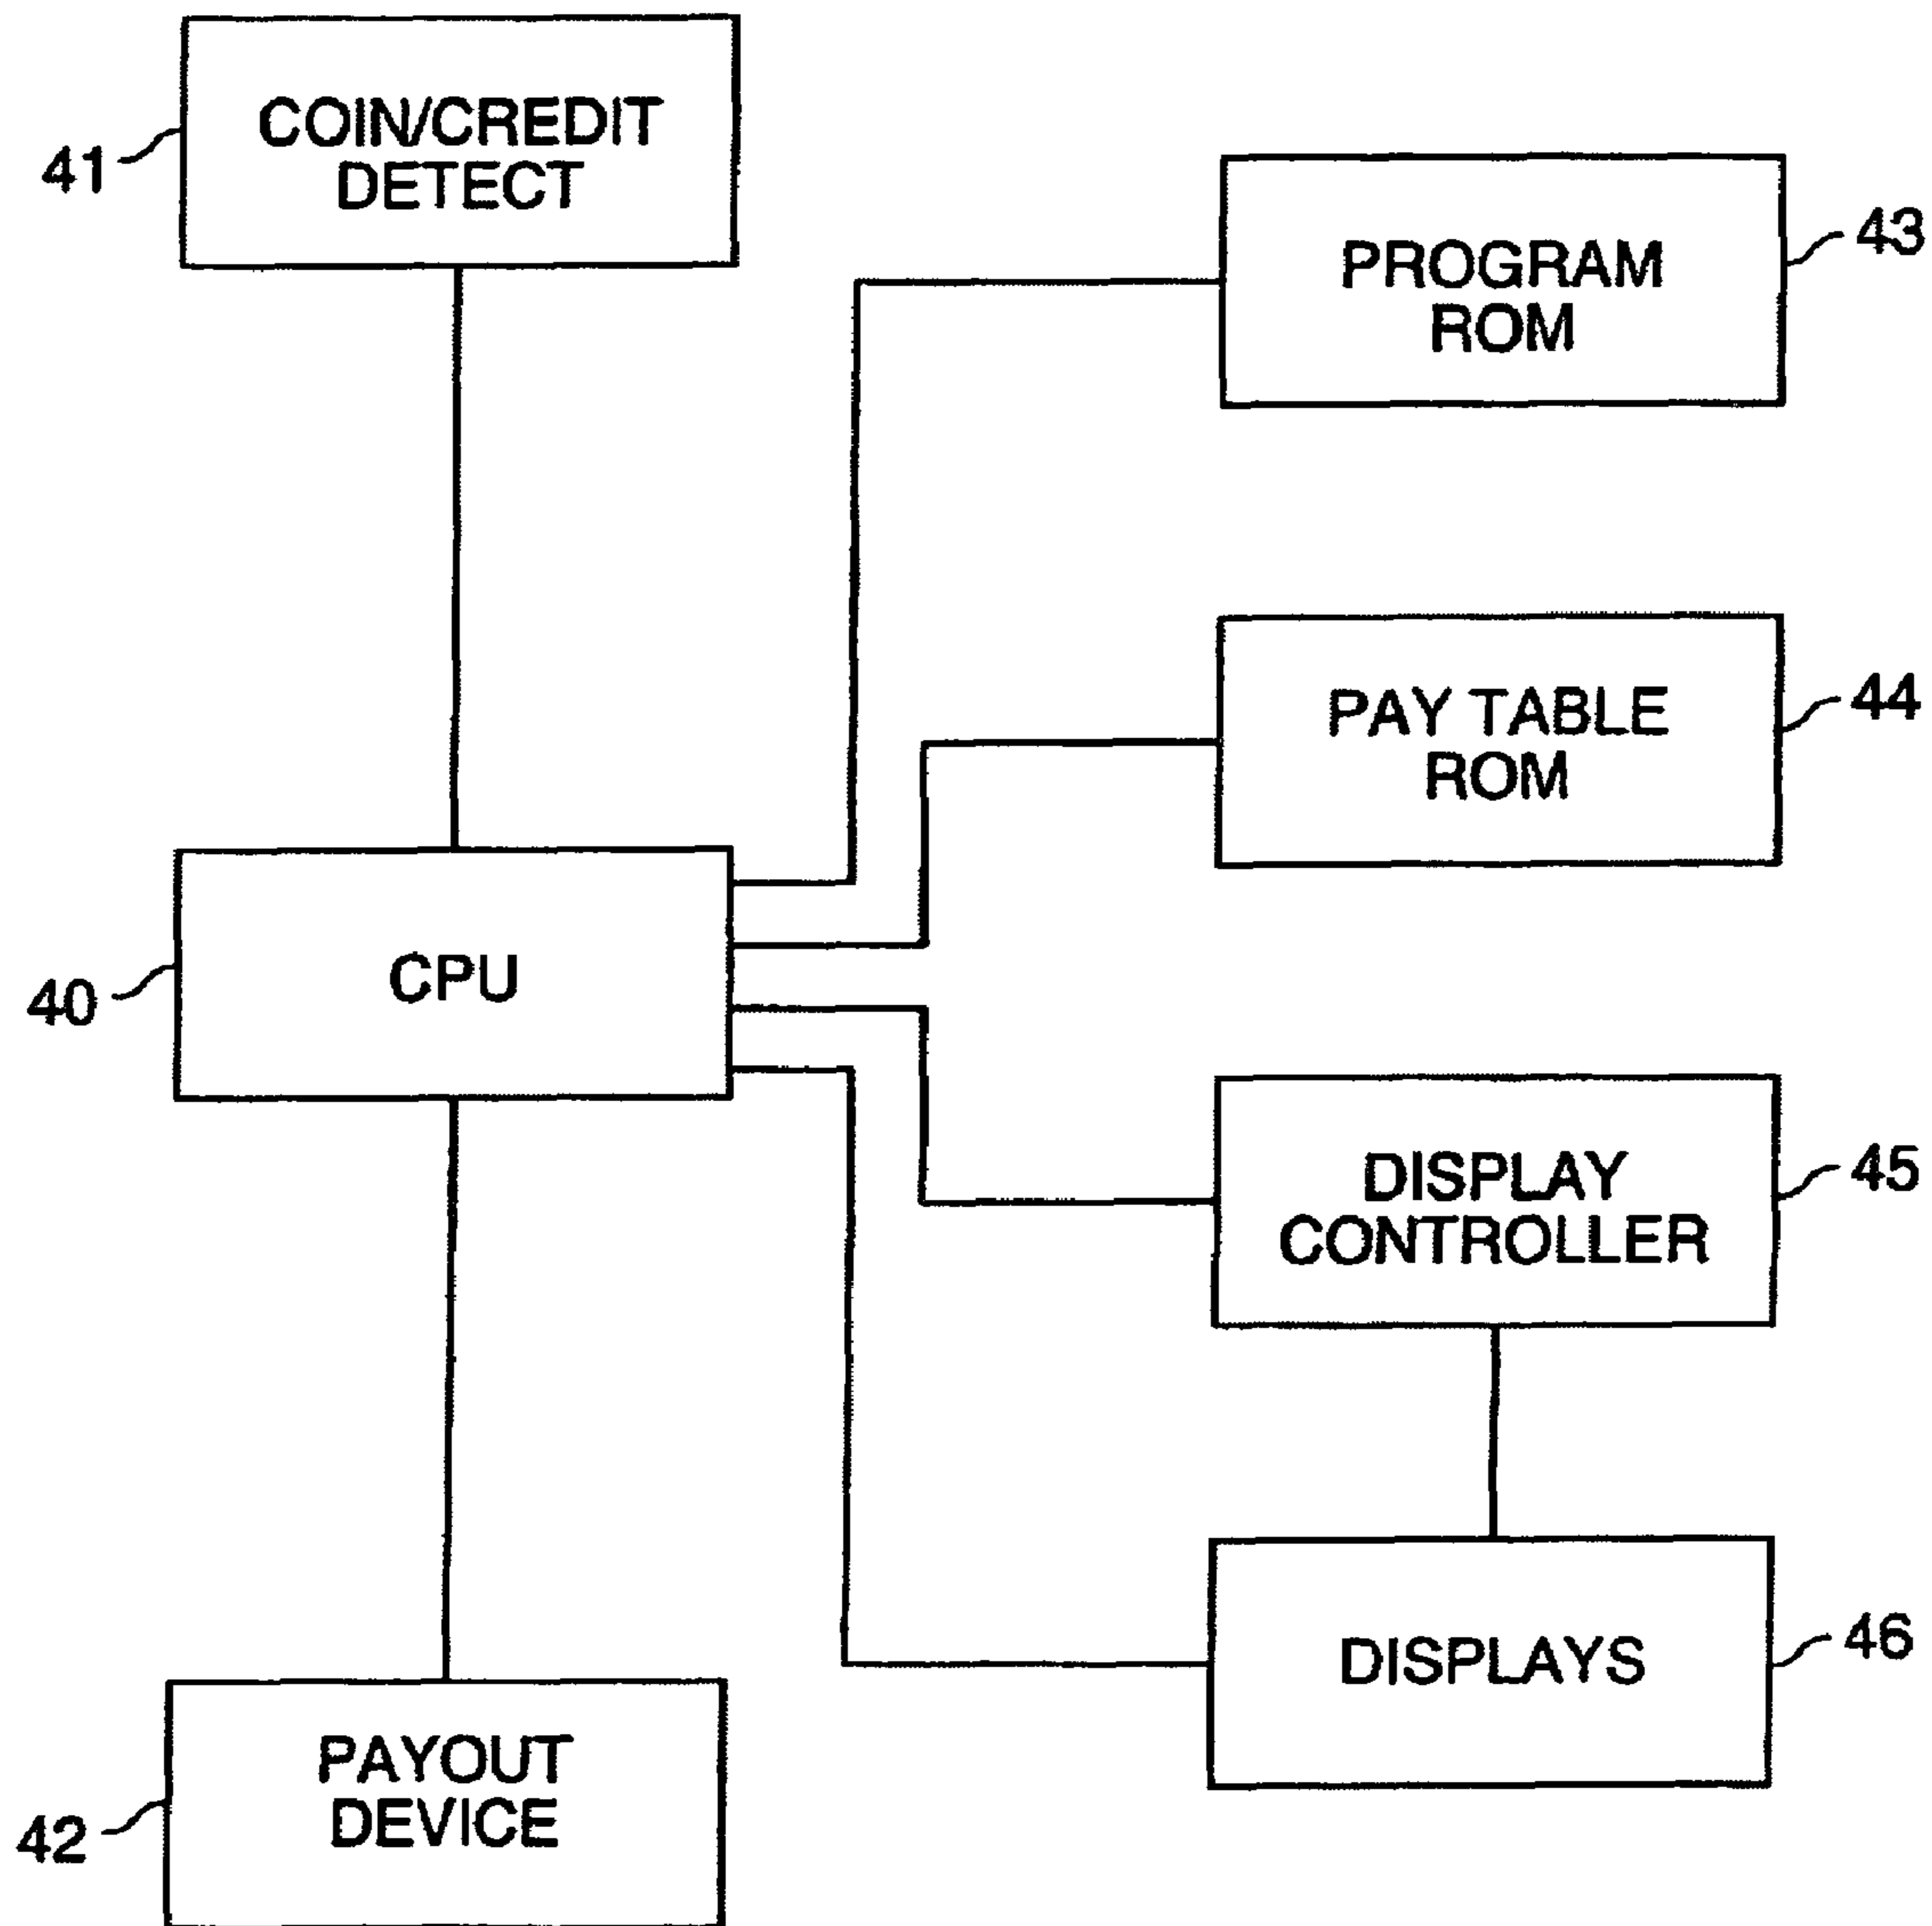 COIN/CREDIT
DETECT
41
PROGRAM
ROM
43
PAY TABLE
ROM
44
CPU
40
DISPLAY
CONTROLLER
45
DISPLAYS
46
PAYOUT
DEVICE
42